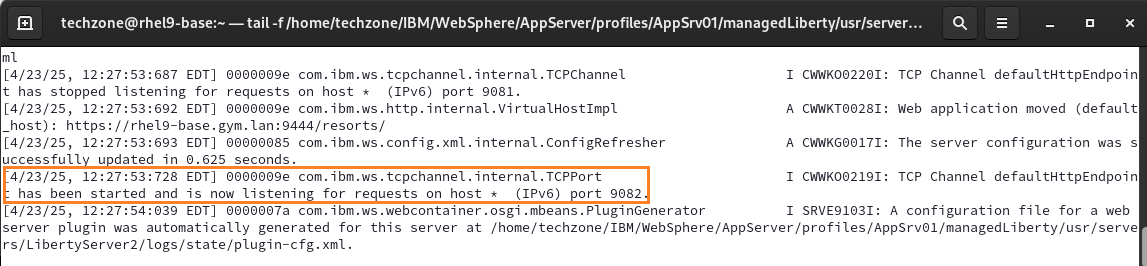 techzone@rhel9-base:~ — tail -f /home/techzone/IBM/WebSphere/AppServer/profiles/AppSrv01/managedLiberty/usr/server…
ml
[4/23/25, 12:27:53:687 EDT] 0000009e com.ibm.ws.tcpchannel.internal.TCPChannel                    I CWWKO0220I: TCP Channel defaultHttpEndpoin
t has stopped listening for requests on host *  (IPv6) port 9081.
[4/23/25, 12:27:53:692 EDT] 0000009e com.ibm.ws.http.internal.VirtualHostImpl                     A CWWKT0028I: Web application moved (default
_host): https://rhel9-base.gym.lan:9444/resorts/
[4/23/25, 12:27:53:693 EDT] 00000085 com.ibm.ws.config.xml.internal.ConfigRefresher               A CWWKG0017I: The server configuration was s
uccessfully updated in 0.625 seconds.
[4/23/25, 12:27:53:728 EDT] 0000009e com.ibm.ws.tcpchannel.internal.TCPPort                       I CWWKO0219I: TCP Channel defaultHttpEndpoin
t has been started and is now listening for requests on host *  (IPv6) port 9082.
[4/23/25, 12:27:54:039 EDT] 0000007a com.ibm.ws.webcontainer.osgi.mbeans.PluginGenerator          I SRVE9103I: A configuration file for a web
server plugin was automatically generated for this server at /home/techzone/IBM/WebSphere/AppServer/profiles/AppSrv01/managedLiberty/usr/serve
rs/LibertyServer2/logs/state/plugin-cfg.xml.